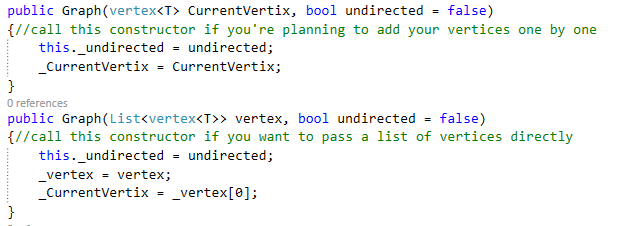 public Graph(vertex<T> CurrentVertix, bool undirected = false)
{//call this constructor if you're planning to add your vertices one by one
this._undirected = undirected;
_CurrentVertix = CurrentVertix;
}
0 references
public Graph(List<vertex<T>> vertex, bool undirected = false)
{//call this constructor if you want to pass a list of vertices directly
this._undirected = undirected;
_vertex = vertex;
_CurrentVertix = _vertex[0];
}